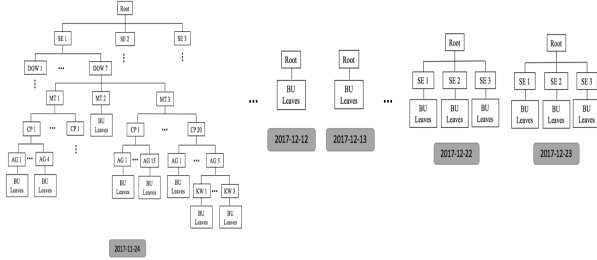 Root
SE 1
SE 2
SE 3
DOW 1
...
DOW 7
MT 1
MT 2
MT 3
BU
Leaves
CP 1
...
CP 1
CP 1
...
CP 20
AG 1
...
AG 4
AG 1
...
AG 15
AG 1
...
AG 5
BU
Leaves
BU
Leaves
BU
Leaves
BU
Leaves
BU
Leaves
KW 1
...
KW 3
BU
Leaves
BU
Leaves
2017-11-24
...
Root
BU
Leaves
2017-12-12
Root
BU
Leaves
2017-12-13
...
Root
SE 1
SE 2
SE 3
BU
Leaves
BU
Leaves
BU
Leaves
2017-12-22
Root
SE 1
SE 2
SE 3
BU
Leaves
BU
Leaves
BU
Leaves
2017-12-23